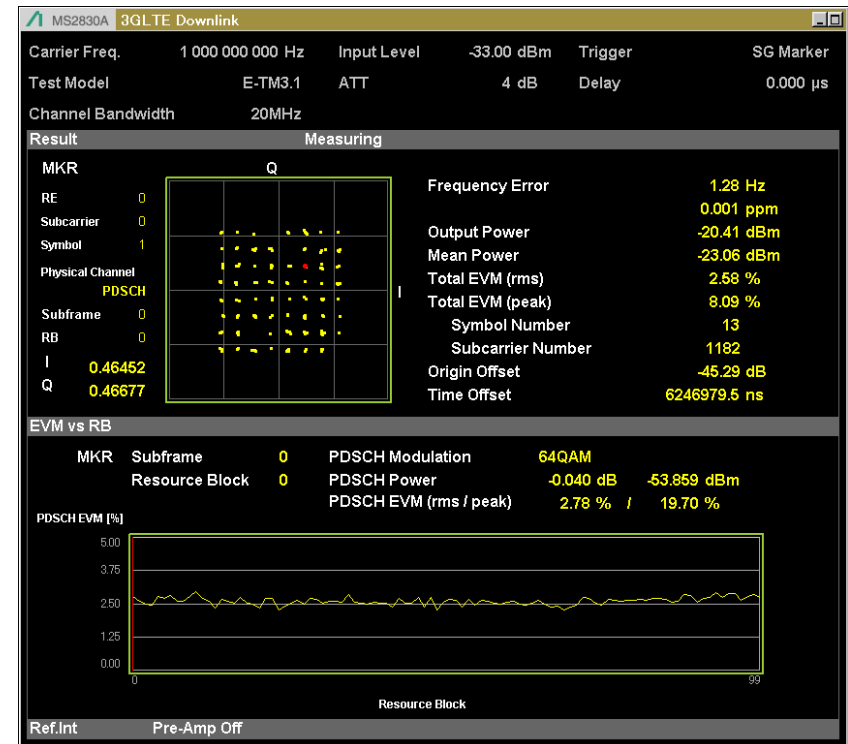 MS2830A 3GLTE Downlink
Carrier Freq. 1 000 000 000 Hz Input Level -33.00 dBm Trigger SG Marker
Test Model E-TM3.1 ATT 4 dB Delay 0.000 µs
Channel Bandwidth 20MHz
Result Measuring
MKR Q
RE 0
Subcarrier 0
Symbol 1
Physical Channel
PDSCH
Subframe 0
RB 0
I 0.46452
Q 0.46677
I
Frequency Error 1.28 Hz
0.001 ppm
Output Power -20.41 dBm
Mean Power -23.06 dBm
Total EVM (rms) 2.58 %
Total EVM (peak) 8.09 %
Symbol Number 13
Subcarrier Number 1182
Origin Offset -45.29 dB
Time Offset 6246979.5 ns
EVM vs RB
MKR Subframe 0 PDSCH Modulation 64QAM
Resource Block 0 PDSCH Power -0.040 dB -53.859 dBm
PDSCH EVM (rms / peak) 2.78 % / 19.70 %
PDSCH EVM [%]
5.00
3.75
2.50
1.25
0.00
0 99
Resource Block
Ref.Int Pre-Amp Off